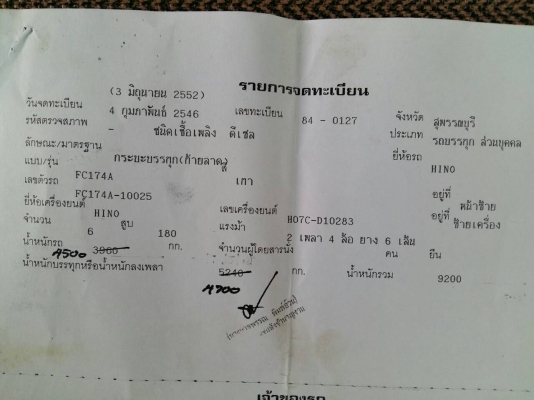 รายการจดทะเบียน
(3 มิถุนายน 2552)
วันจดทะเบียน 4 กุมภาพันธ์ 2546 เลขทะเบียน 84 - 0127 จังหวัด สุพรรณบุรี
รหัสตรวจสภาพ - ชนิดเชื้อเพลิง ดีเซล ประเภท รถบรรทุก ส่วนบุคคล
ลักษณะ/มาตรฐาน กระบะบรรทุก(ท้ายลาด) ยี่ห้อรถ HINO
แบบ/รุ่น FC174A สี เทา
เลขตัวรถ FC174A-10025 อยู่ที่ หน้าซ้าย
ยี่ห้อเครื่องยนต์ HINO เลขเครื่องยนต์ H07C-D10283 อยู่ที่ ซ้ายเครื่อง
จำนวน 6 สูบ 180 แรงม้า 2 เพลา 4 ล้อ ยาง 6 เส้น
น้ำหนักรถ 3960 กก. จำนวนผู้โดยสารนั่ง คน ยืน
4500
น้ำหนักบรรทุกหรือน้ำหนักลงเพลา 5240 กก. น้ำหนักรวม 9200
4700
เจ้าของรถ